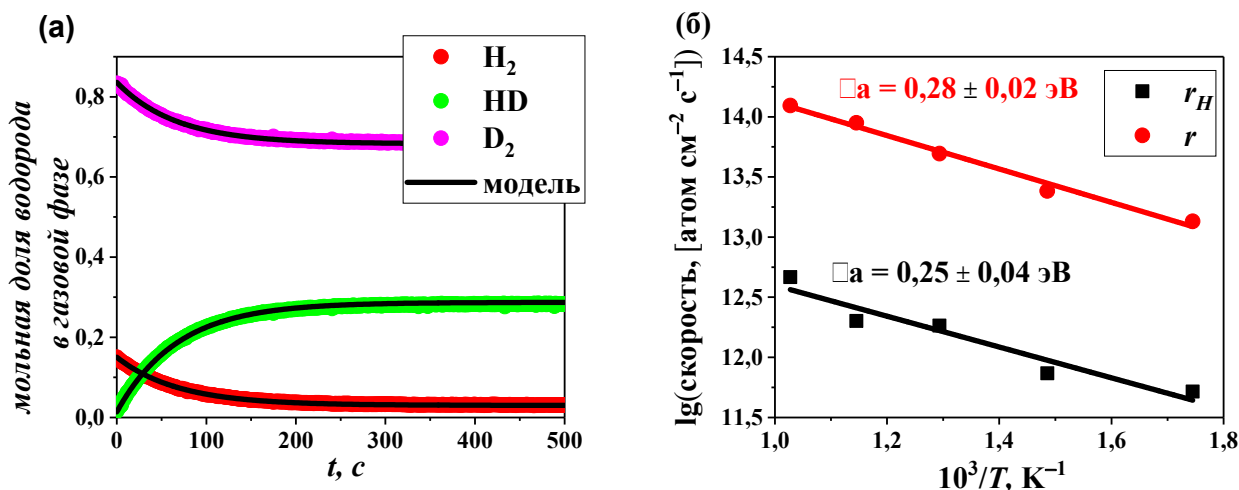 (а)
мольная доля водорода
в газовой фазе
0,8
0,6
0,4
0,2
0,0
0
100
200
300
400
500
t, c
H₂
HD
D₂
модель
(б)
lg(скорость, [атом см⁻² с⁻¹])
14,5
14,0
13,5
13,0
12,5
12,0
11,5
1,0
1,2
1,4
1,6
1,8
10³/T, K⁻¹
□a = 0,28 ± 0,02 эВ
□a = 0,25 ± 0,04 эВ
r_H
r